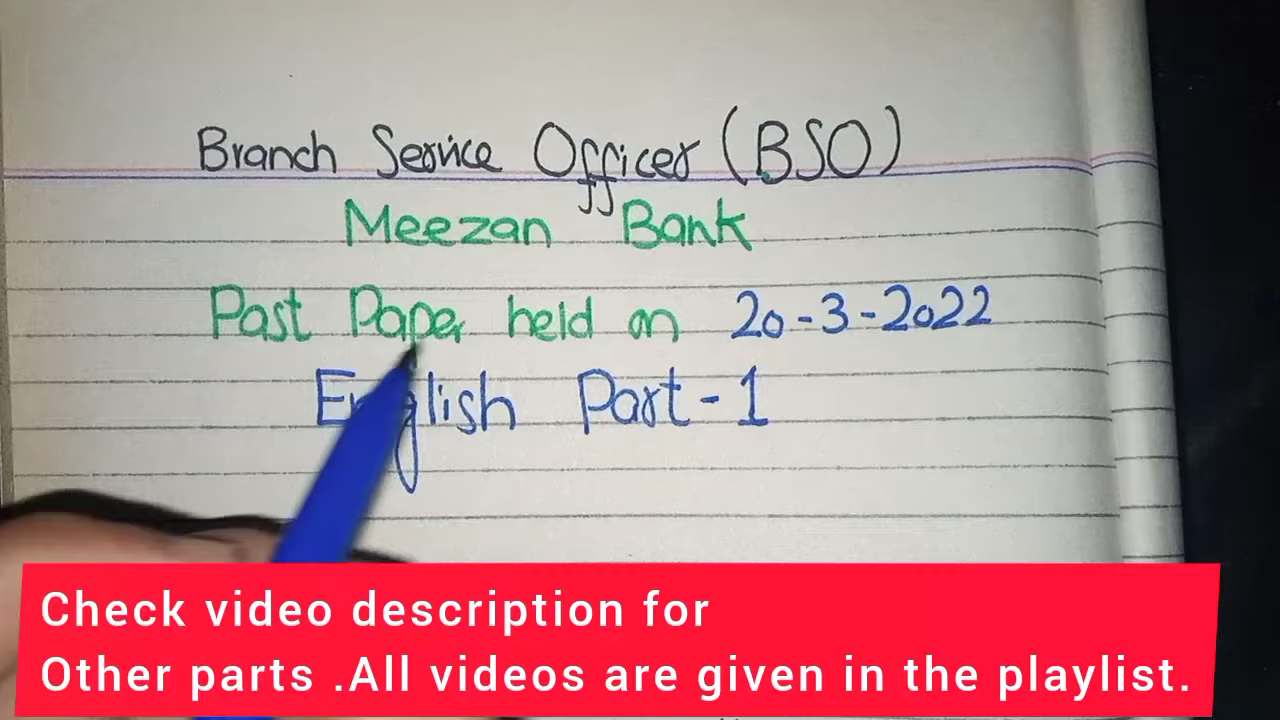 Branch Service Officer (BSO)
Meezan Bank
Past Paper held on 20-3-2022
English Part-1
Check video description for
Other parts .All videos are given in the playlist.